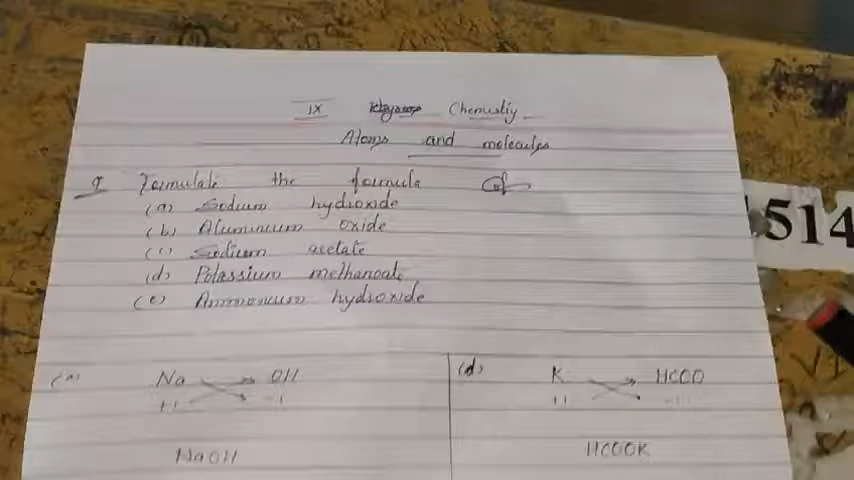 IX Chemistry
Atoms and molecules
Q Formulate the formula of
(a) Sodium hydroxide
(b) Aluminium oxide
(c) Sodium acetate
(d) Potassium methanoate
(e) Ammonium hydroxide
(a) Na OH
+1 -1
NaOH
(d) K HCOO
+1 -1
HCOOK
514